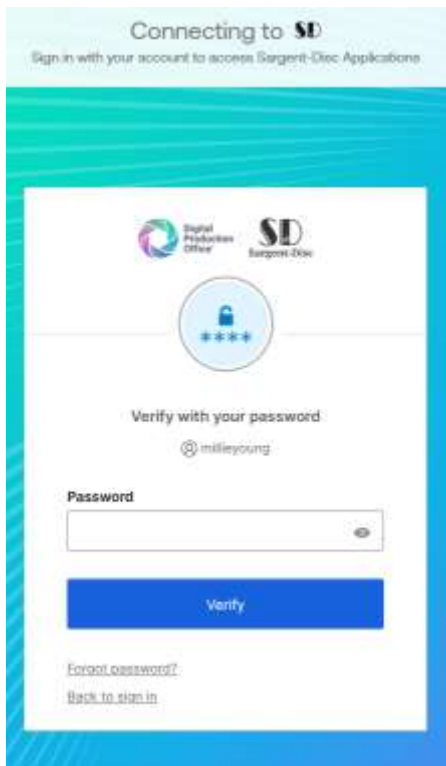 Connecting to SD
Sign in with your account to access Sargent-Disc Applications
Digital
Production
Office
SD
Sargent-Disc
****
Verify with your password
millieyoung
Password
Verify
Forgot password?
Back to sign in